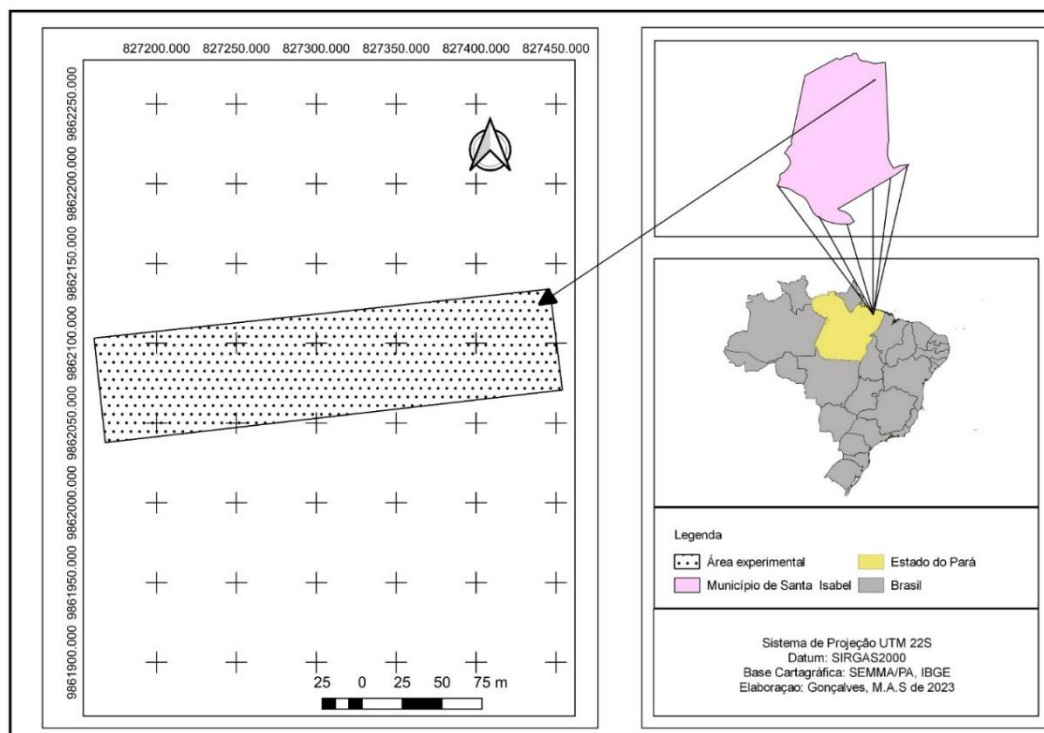 827200.000 827250.000 827300.000 827350.000 827400.000 827450.000
9862250.000
9862200.000
9862150.000
9862100.000
9862050.000
9862000.000
9861950.000
9861900.000
25 0 25 50 75 m
Legenda
Área experimental
Estado do Pará
Município de Santa Isabel
Brasil
Sistema de Projeção UTM 22S
Datum: SIRGAS2000
Base Cartagráfica: SEMMA/PA, IBGE
Elaboraçao: Gonçalves, M.A.S de 2023